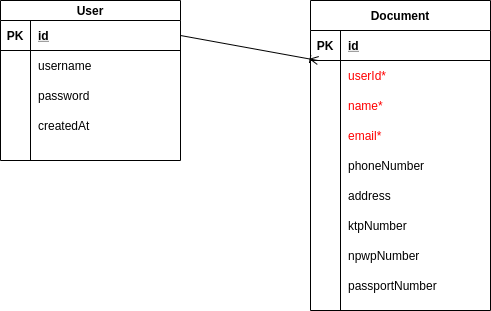 User
PK id
username
password
createdAt
Document
PK id
userId*
name*
email*
phoneNumber
address
ktpNumber
npwpNumber
passportNumber